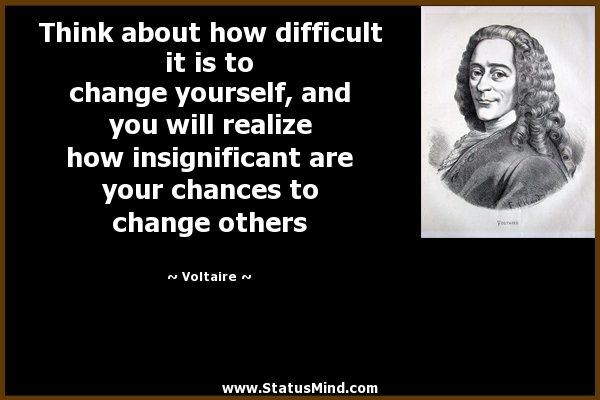 Think about how difficult
it is to
change yourself, and
you will realize
how insignificant are
your chances to
change others
~ Voltaire ~
VOLTAIRE
www.StatusMind.com